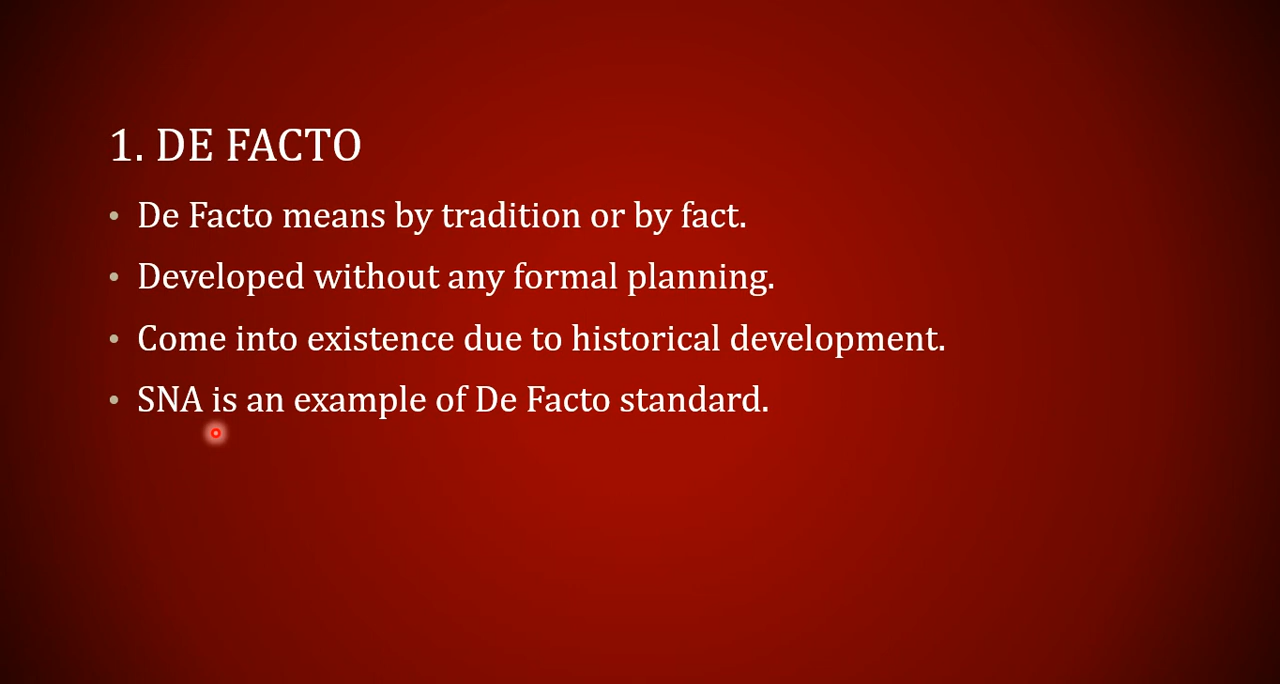 1. DE FACTO
• De Facto means by tradition or by fact.
• Developed without any formal planning.
• Come into existence due to historical development.
• SNA is an example of De Facto standard.